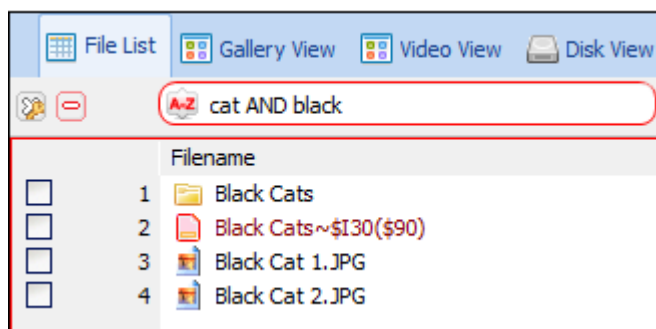 File List Gallery View Video View Disk View
A-Z cat AND black
Filename
1 Black Cats
2 Black Cats~$I30($90)
3 Black Cat 1.JPG
4 Black Cat 2.JPG